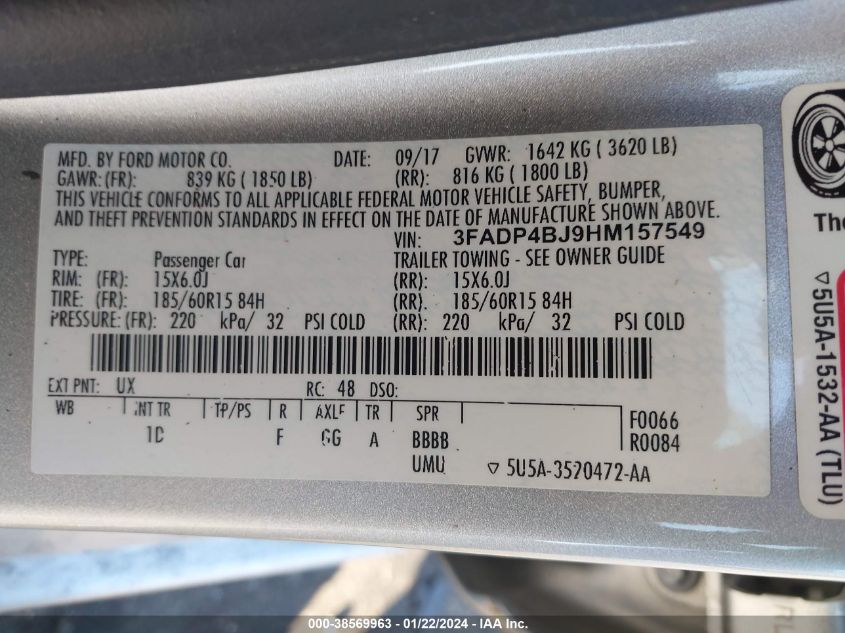 MFD. BY FORD MOTOR CO. DATE: 09/17 GVWR: 1642 KG ( 3620 LB)
GAWR: (FR): 839 KG ( 1850 LB) (RR): 816 KG ( 1800 LB)
THIS VEHICLE CONFORMS TO ALL APPLICABLE FEDERAL MOTOR VEHICLE SAFETY, BUMPER,
AND THEFT PREVENTION STANDARDS IN EFFECT ON THE DATE OF MANUFACTURE SHOWN ABOVE.
VIN: 3FADP4BJ9HM157549
TYPE: Passenger Car TRAILER TOWING - SEE OWNER GUIDE
RIM: (FR): 15X6.0J (RR): 15X6.0J
TIRE: (FR): 185/60R15 84H (RR): 185/60R15 84H
PRESSURE: (FR): 220 kPa/ 32 PSI COLD (RR): 220 kPa/ 32 PSI COLD
EXT PNT: UX RC: 48 DSO:
WB INT TR TP/PS R AXLE TR SPR F0066
F GG A BBBB R0084
UMU ▽ 5U5A-3520472-AA
▽ 5U5A-1532-AA (TLU)
000-38569963 - 01/22/2024 - IAAI.COM